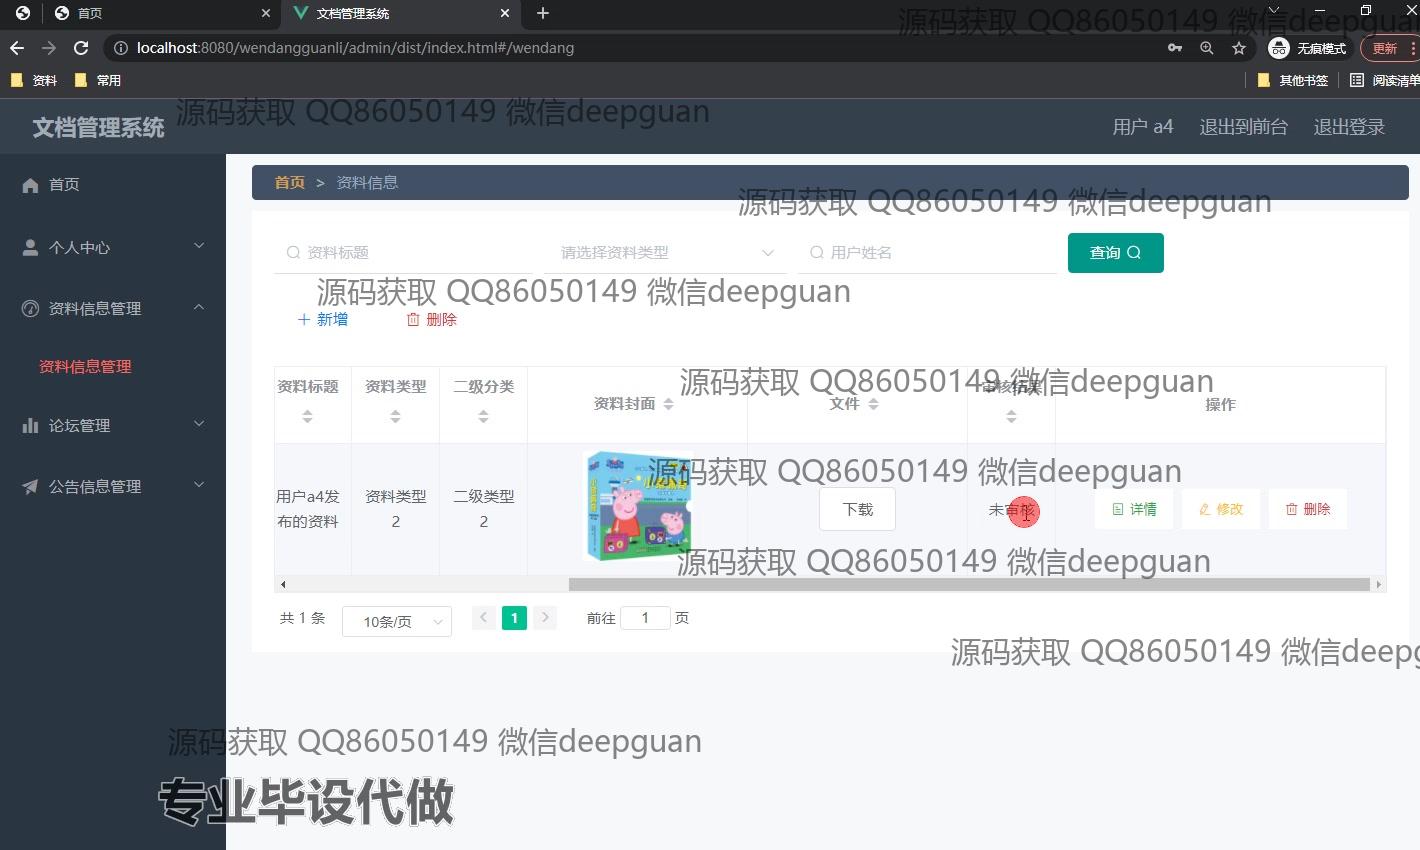 首页
文档管理系统
localhost:8080/wendangguanli/admin/dist/index.html#/wendang
无痕模式
更新
资料
常用
其他书签
阅读清单
源码获取 QQ86050149 微信deepguan
文档管理系统
源码获取 QQ86050149 微信deepguan
用户 a4
退出到前台
退出登录
首页
首页 > 资料信息
源码获取 QQ86050149 微信deepguan
个人中心
资料标题
请选择资料类型
用户姓名
查询
源码获取 QQ86050149 微信deepguan
资料信息管理
新增
删除
资料信息管理
源码获取 QQ86050149 微信deepguan
资料标题
资料类型
二级分类
资料封面
文件
审核结果
操作
论坛管理
源码获取 QQ86050149 微信deepguan
公告信息管理
用户a4发
布的资料
资料类型
2
二级类型
2
下载
未审核
详情
修改
删除
源码获取 QQ86050149 微信deepguan
共 1 条
10条/页
1
前往
1
页
源码获取 QQ86050149 微信deepg
源码获取 QQ86050149 微信deepguan
专业毕设代做